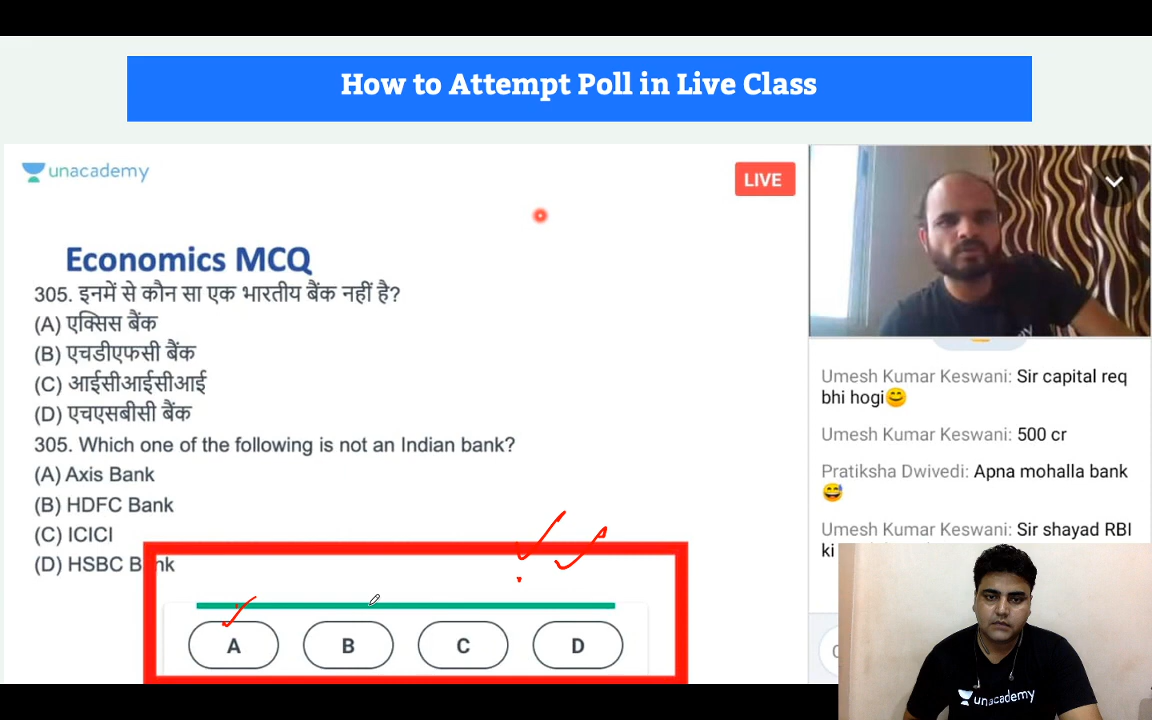 How to Attempt Poll in Live Class
unacademy
LIVE
Economics MCQ
305. इनमें से कौन सा एक भारतीय बैंक नहीं है?
(A) एक्सिस बैंक
(B) एचडीएफसी बैंक
(C) आईसीआईसीआई
(D) एचएसबीसी बैंक
305. Which one of the following is not an Indian bank?
(A) Axis Bank
(B) HDFC Bank
(C) ICICI
(D) HSBC B nk
A B C D
Umesh Kumar Keswani: Sir capital req
bhi hogi😊
Umesh Kumar Keswani: 500 cr
Pratiksha Dwivedi: Apna mohalla bank
😅
Umesh Kumar Keswani: Sir shayad RBI
ki
unacademy